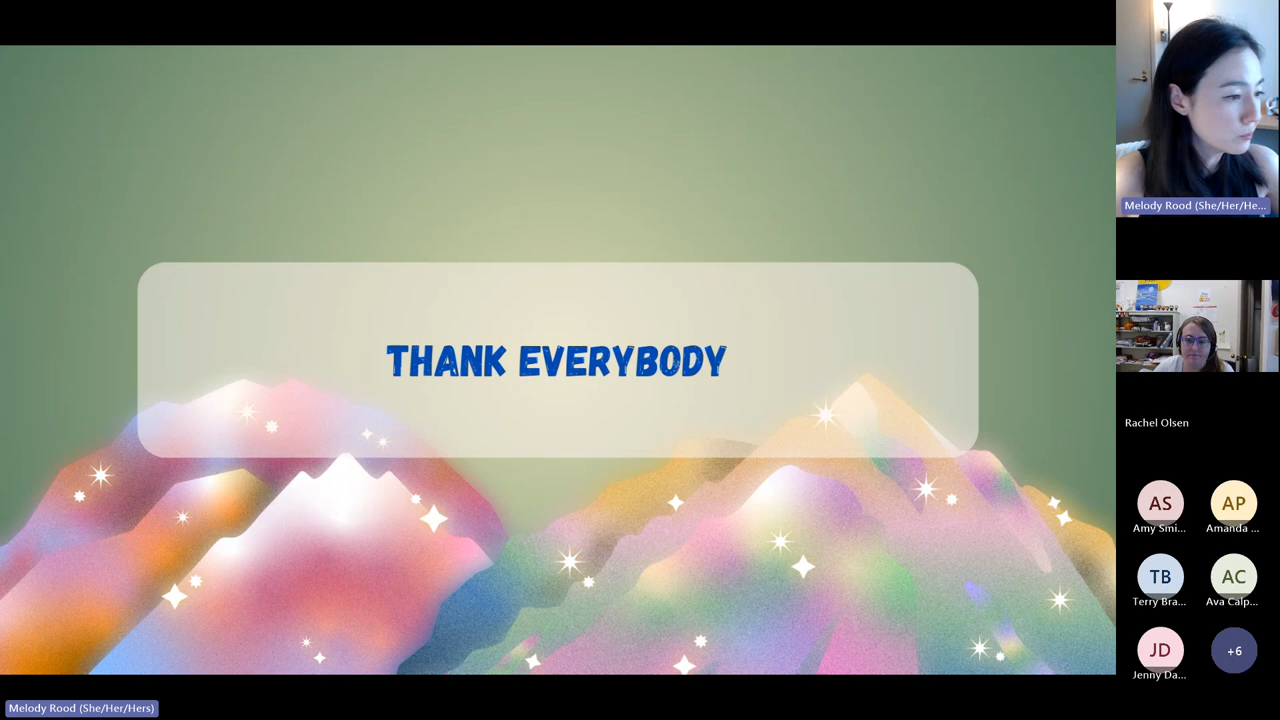 THANK EVERYBODY
Melody Rood (She/Her/He...
Rachel Olsen
AS
Amy Smi...
AP
Amanda ...
TB
Terry Bra...
AC
Ava Calp...
JD
Jenny Da...
+6
Melody Rood (She/Her/Hers)